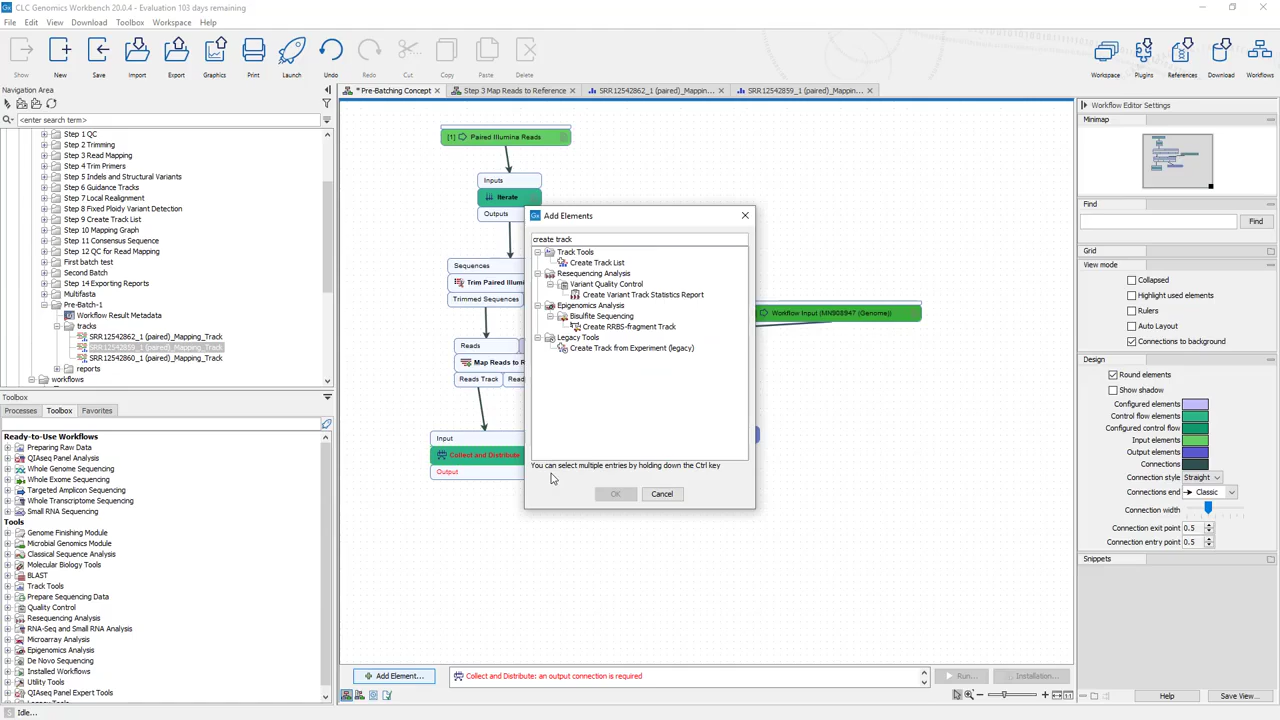 CLC Genomics Workbench 20.0.4 - Evaluation 103 days remaining
File Edit View Download Toolbox Workspace Help
Show New Save Import Export Graphics Print Launch Undo Redo Cut Copy Paste Delete Workspace Plugins References Download Workflows
Navigation Area
<enter search term>
Step 1 QC
Step 2 Trimming
Step 3 Read Mapping
Step 4 Trim Primers
Step 5 Indels and Structural Variants
Step 6 Guidance Tracks
Step 7 Local Realignment
Step 8 Fixed Ploidy Variant Detection
Step 9 Create Track List
Step 10 Mapping Graph
Step 11 Consensus Sequence
Step 12 QC for Read Mapping
First batch test
Second Batch
Step 14 Exporting Reports
Multifasta
Pre-Batch-1
Workflow Result Metadata
tracks
SRR12542862_1 (paired)_Mapping_Track
SRR12542859_1 (paired)_Mapping_Track
SRR12542860_1 (paired)_Mapping_Track
reports
workflows
Toolbox
Processes Toolbox Favorites
Ready-to-Use Workflows
Preparing Raw Data
QIAseq Panel Analysis
Whole Genome Sequencing
Whole Exome Sequencing
Targeted Amplicon Sequencing
Whole Transcriptome Sequencing
Small RNA Sequencing
Tools
Genome Finishing Module
Microbial Genomics Module
Classical Sequence Analysis
Molecular Biology Tools
BLAST
Track Tools
Prepare Sequencing Data
Quality Control
Resequencing Analysis
RNA-Seq and Small RNA Analysis
Microarray Analysis
Epigenomics Analysis
De Novo Sequencing
Installed Workflows
Utility Tools
QIAseq Panel Expert Tools
Idle...
* Pre-Batching Concept Step 3 Map Reads to Reference SRR12542862_1 (paired)_Mappin... SRR12542859_1 (paired)_Mappin...
[1] Paired Illumina Reads
Inputs
Iterate
Outputs
Sequences
Trim Paired Illumi
Trimmed Sequences
Reads
Map Reads to R
Reads Track Read
Input
Collect and Distribute
Output
Workflow Input (MN908947 (Genome))
Add Elements
create track
Track Tools
Create Track List
Resequencing Analysis
Variant Quality Control
Create Variant Track Statistics Report
Epigenomics Analysis
Bisulfite Sequencing
Create RRBS-fragment Track
Legacy Tools
Create Track from Experiment (legacy)
You can select multiple entries by holding down the Ctrl key
OK Cancel
Add Element...
Collect and Distribute: an output connection is required
Run... Installation...
Workflow Editor Settings
Minimap
Find
Find
Grid
View mode
Collapsed
Highlight used elements
Rulers
Auto Layout
Connections to background
Design
Round elements
Show shadow
Configured elements
Control flow elements
Configured control flow
Input elements
Output elements
Connections
Connection style Straight
Connections end Classic
Connection width
Connection exit point 0.5
Connection entry point 0.5
Snippets
Help Save View...